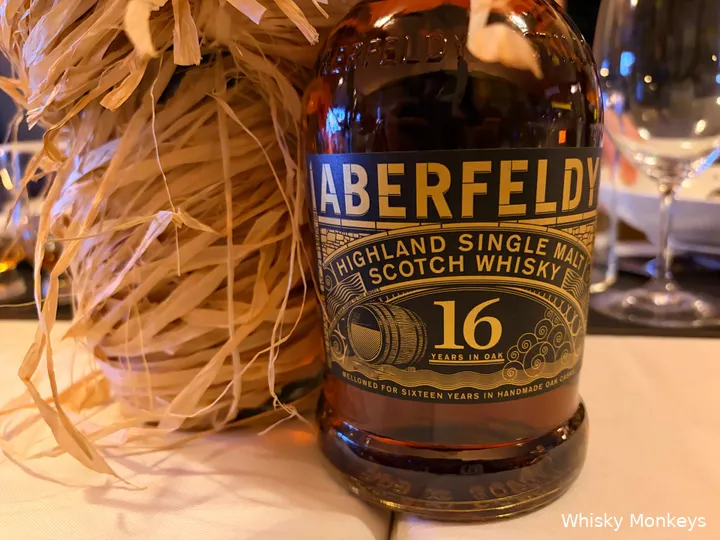 ABERFELDY
ABERFELDY
HIGHLAND SINGLE MALT
SCOTCH WHISKY
16
YEARS IN OAK
MELLOWED FOR SIXTEEN YEARS IN HANDMADE OAK CASKS
Whisky Monkeys